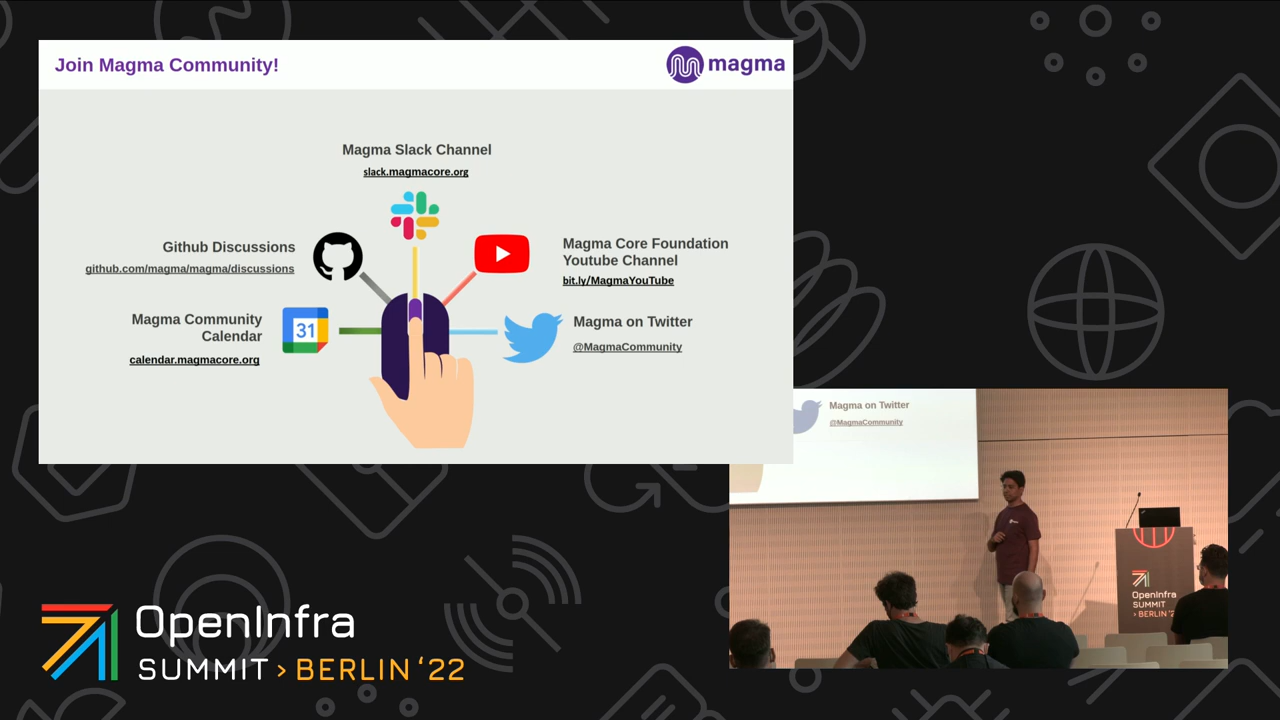 Join Magma Community!
magma
Magma Slack Channel
slack.magmacore.org
Github Discussions
github.com/magma/magma/discussions
Magma Core Foundation
Youtube Channel
bit.ly/MagmaYouTube
Magma Community
Calendar
calendar.magmacore.org
31
Magma on Twitter
@MagmaCommunity
Magma on Twitter
@MagmaCommunity
OpenInfra
SUMMIT
> BERLIN '2
OpenInfra
SUMMIT > BERLIN '22